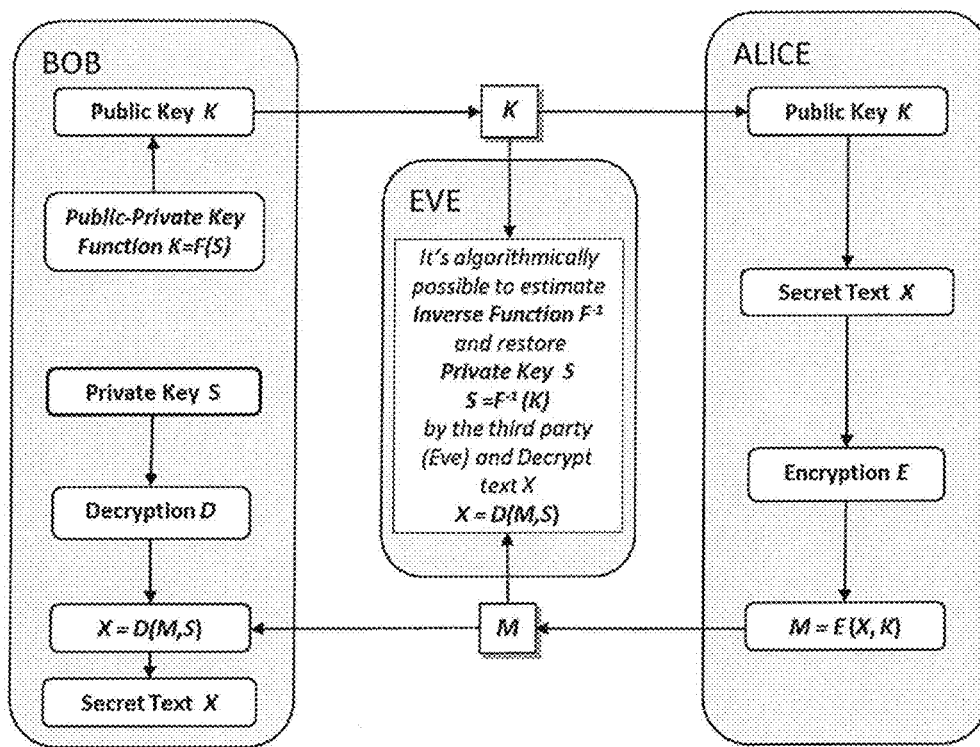 BOB
Public Key K
Public-Private Key
Function K=F(S)
Private Key S
Decryption D
X = D(M,S)
Secret Text X
K
EVE
It's algorithmically
possible to estimate
Inverse Function F⁻¹
and restore
Private Key S
S =F⁻¹ (K)
by the third party
(Eve) and Decrypt
text X
X = D(M,S)
M
ALICE
Public Key K
Secret Text X
Encryption E
M = E (X, K)